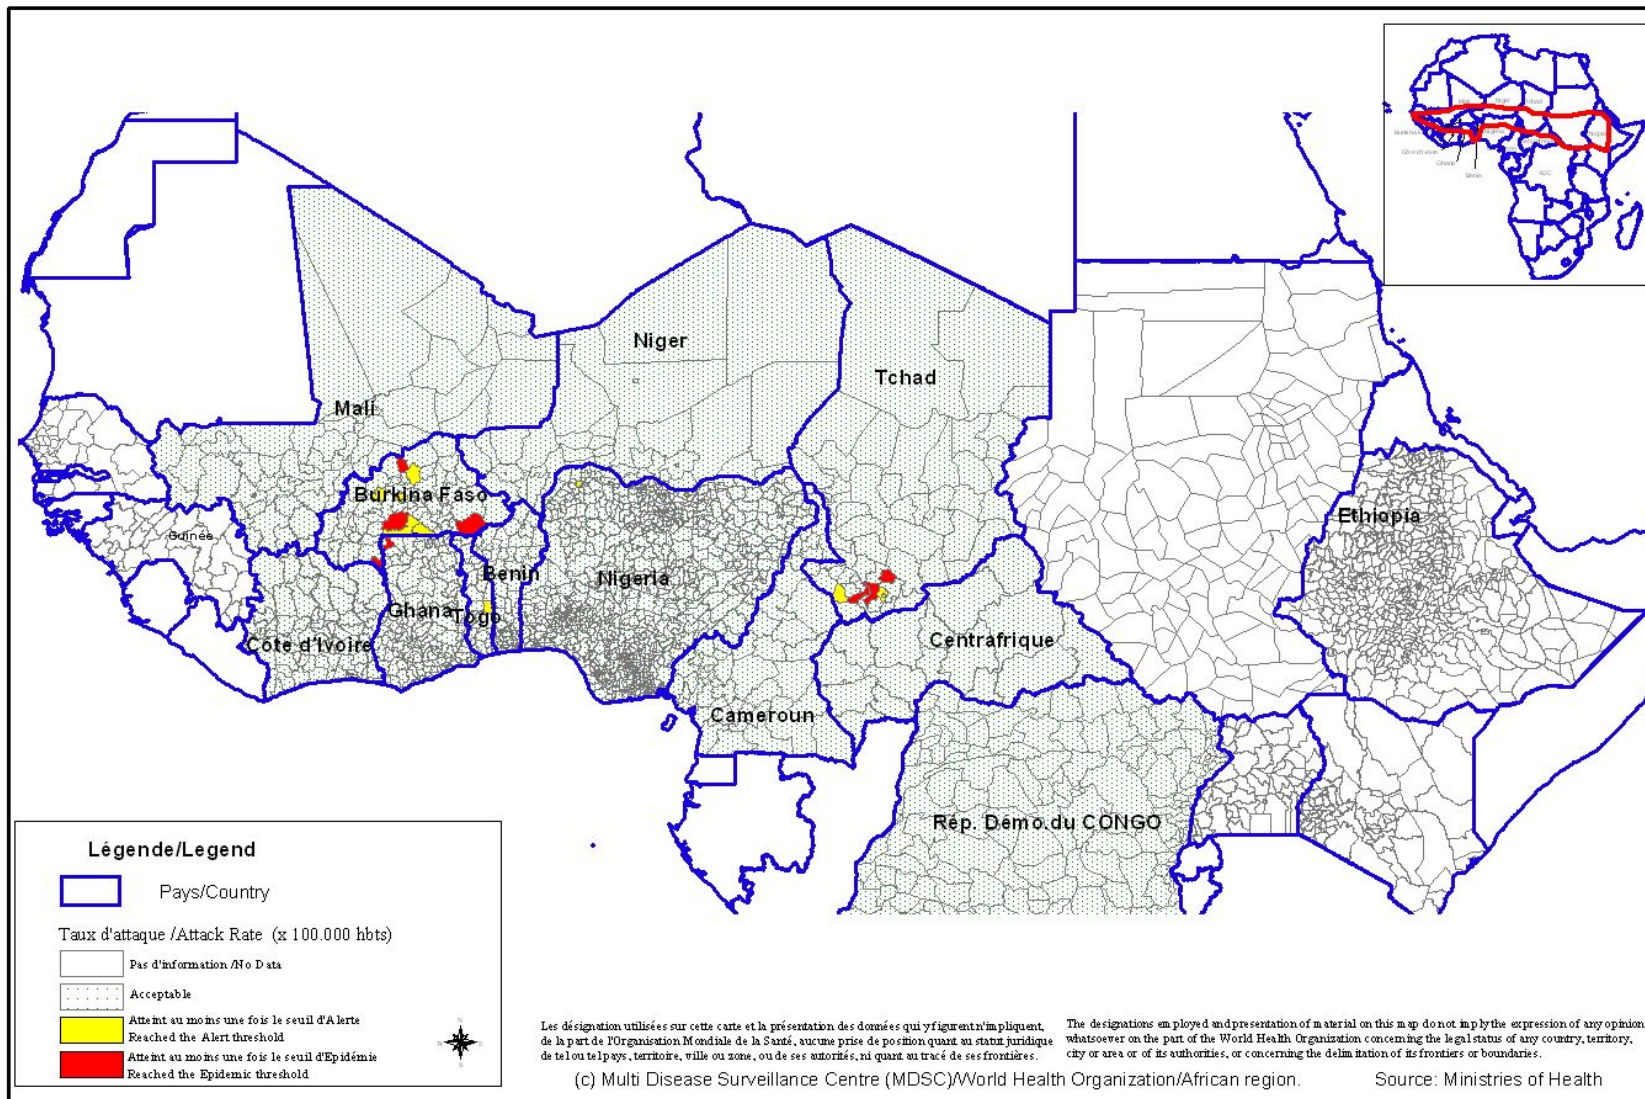 Mali
Niger
Tchad
Burkina Faso
Guinée
Ethiopia
Benin
Nigeria
Ghana
Togo
Côte d'Ivoire
Centrafrique
Cameroun
Rép. Démo.du CONGO
Légende/Legend
Pays/Country
Taux d'attaque /Attack Rate (x 100.000 hbts)
Pas d'information /No Data
Acceptable
Atteint au moins une fois le seuil d'Alerte
Reached the Alert threshold
Atteint au moins une fois le seuil d'Epidémie
Reached the Epidemic threshold
Les désignation utilisées sur cette carte et la présentation des données qui y figurent n'impliquent,
de la part de l'Organisation Mondiale de la Santé, aucune prise de position quant au statut juridique
de tel ou tel pays, territoire, ville ou zone, ou de ses autorités, ni quant au tracé de ses frontières.
The designations employed and presentation of material on this map do not imply the expression of any opinion
whatsoever on the part of the World Health Organization concerning the legal status of any country, territory,
city or area or of its authorities, or concerning the delimitation of its frontiers or boundaries.
(c) Multi Disease Surveillance Centre (MDSC)/World Health Organization/African region.
Source: Ministries of Health